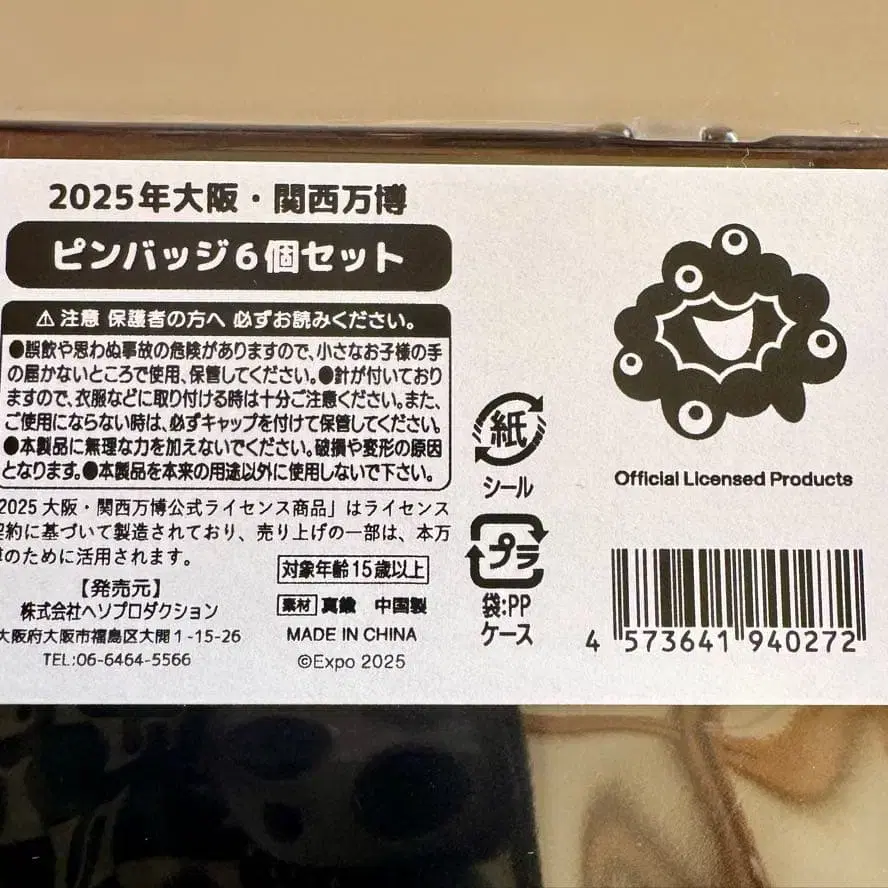 2025年大阪・関西万博
ピンバッジ6個セット
⚠注意 保護者の方へ 必ずお読みください。
●誤飲や思わぬ事故の危険がありますので、小さなお子様の手
の届かないところで使用、保管してください。●針が付いており
ますので、衣服などに取り付ける時は十分ご注意ください。また、
ご使用にならない時は、必ずキャップを付けて保管してください。
●本製品に無理な力を加えないでください。破損や変形の原因
となります。●本製品を本来の用途以外に使用しないで下さい。
2025 大阪・関西万博公式ライセンス商品」はライセンス
契約に基づいて製造されており、売り上げの一部は、本万
博のために活用されます。
【発売元】
株式会社ヘソプロダクション
大阪府大阪市福島区大開1-15-26
TEL:06-6464-5566
対象年齢15歳以上
素材 真鍮 中国製
MADE IN CHINA
©Expo 2025
紙
シール
プラ
袋:PP
ケース
Official Licensed Products
4 573641 940272